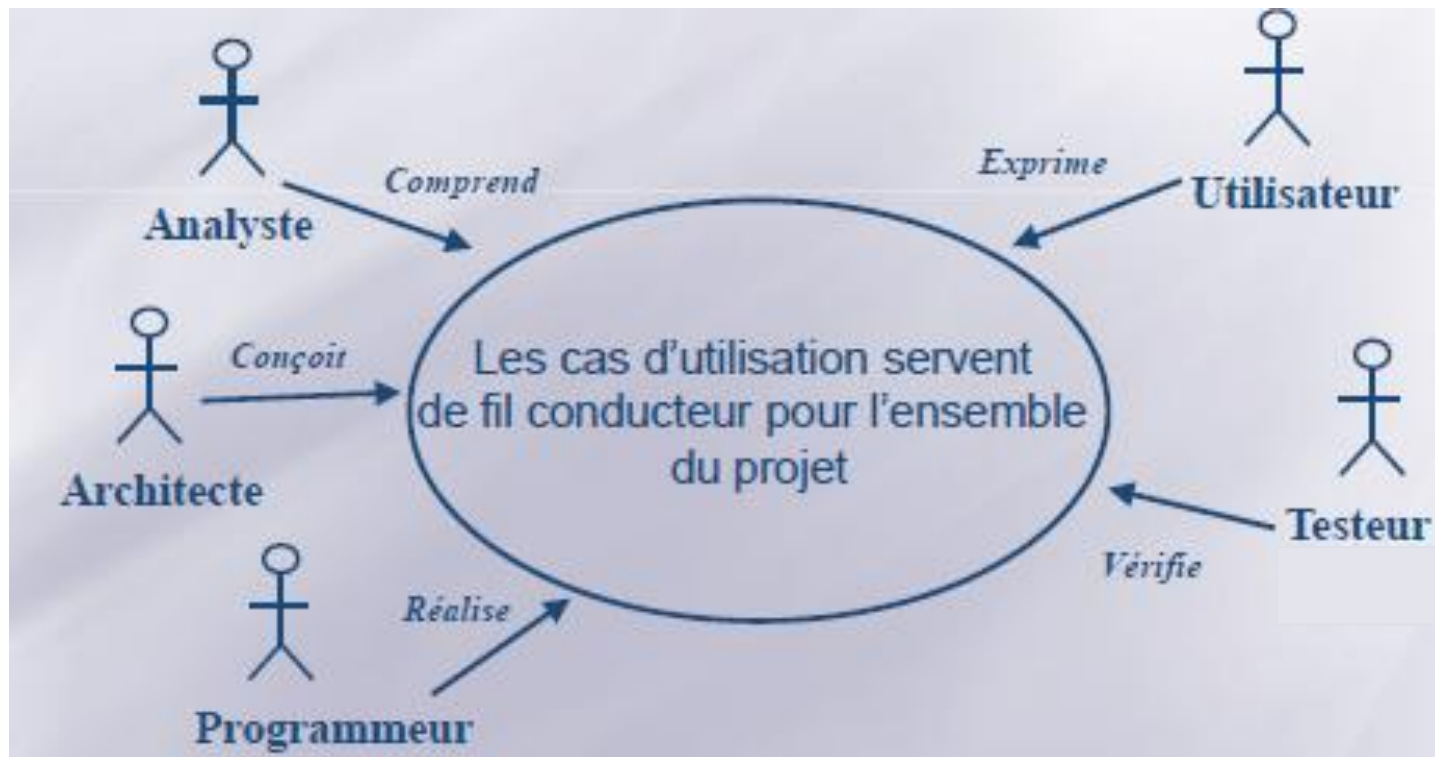 Comprend
Exprime
Analyste
Utilisateur
Conçoit
Les cas d’utilisation servent
de fil conducteur pour l’ensemble
du projet
Architecte
Testeur
Vérifie
Réalise
Programmeur